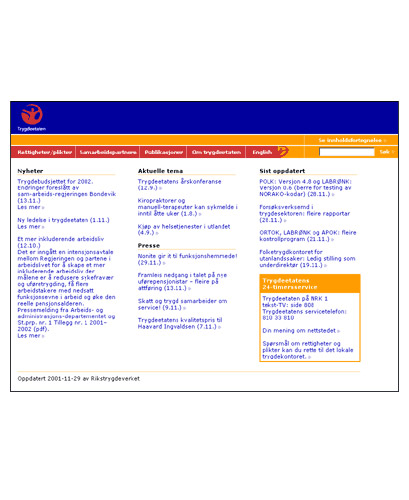 Trygdeetaten
Se innholdsfortegnelse
Rettigheter/plikter
Samarbeidspartnere
Publikasjoner
Om trygdeetaten
English
Søk
Nyheter
Trygdebudsjettet for 2002.
Endringer foreslått av
sam-arbeids-regjeringen Bondevik
(13.11.)
Les mer »
Ny ledelse i trygdeetaten (1.11.)
Les mer »
Et mer inkluderende arbeidsliv
(12.10.)
Det er inngått en intensjonsavtale
mellom Regjeringen og partene i
arbeidslivet for å skape et mer
inkluderende arbeidsliv der
målene er å redusere sykefravær
og uføretrygding, få flere
arbeidstakere med nedsatt
funksjonsevne i arbeid og øke den
reelle pensjonsalderen.
Pressemelding fra Arbeids- og
administrasjons-departementet og
St.prp. nr. 1 Tillegg nr. 1 2001-
2002 (pdf).
Les mer »
Aktuelle tema
Trygdeetatens årskonferanse
(12.9.) »
Kiropraktorer og
manuell-terapeuter kan sykmelde i
inntil åtte uker (1.8.) »
Kjøp av helsetjenester i utlandet
(4.9.) »
Presse
Nonite gir it til funksjonshemmede!
(29.11.) »
Framleis nedgang i talet på nye
uførepensjonistar – fleire på
attføring (13.11.) »
Skatt og trygd samarbeider om
service! (9.11.) »
Trygdeetatens kvalitetspris til
Haavard Ingvaldsen (7.11.) »
Sist oppdatert
POLK: Versjon 4.8 og LABRØNK:
Versjon 0.6 (berre for testing av
NORAKO-kodar) (28.11.) »
Forsøksverksemd i
trygdesektoren: fleire rapportar
(28.11.) »
ORTOK, LABRØNK og APOK: fleire
kontrollprogram (21.11.) »
Folketrygdkontoret for
utenlandssaker: Ledig stilling som
underdirektør (19.11.) »
Trygdeetatens
24-timersservice
Trygdeetaten på NRK 1
tekst-TV: side 808
Trygdeetatens servicetelefon:
810 33 810
Din mening om nettstedet »
Spørsmål om rettigheter og
plikter kan du rette til det lokale
trygdekontoret. »
Oppdatert 2001-11-29 av Rikstrygdeverket